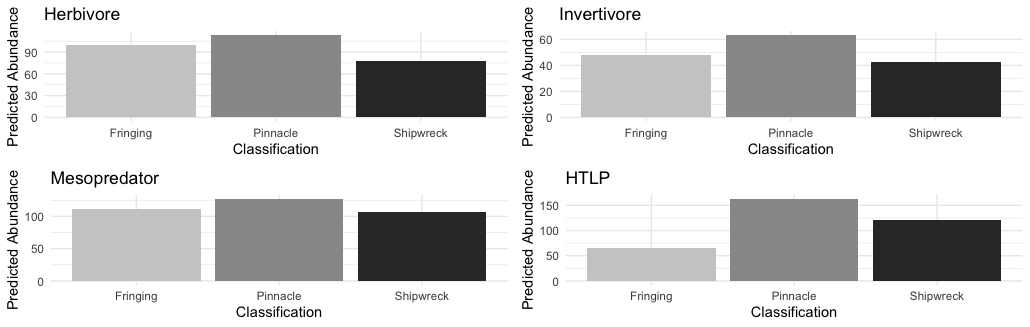 Herbivore
Predicted Abundance
90
60
30
0
Fringing Pinnacle Shipwreck
Classification
Invertivore
Predicted Abundance
60
40
20
0
Fringing Pinnacle Shipwreck
Classification
Mesopredator
Predicted Abundance
100
50
0
Fringing Pinnacle Shipwreck
Classification
HTLP
Predicted Abundance
150
100
50
0
Fringing Pinnacle Shipwreck
Classification